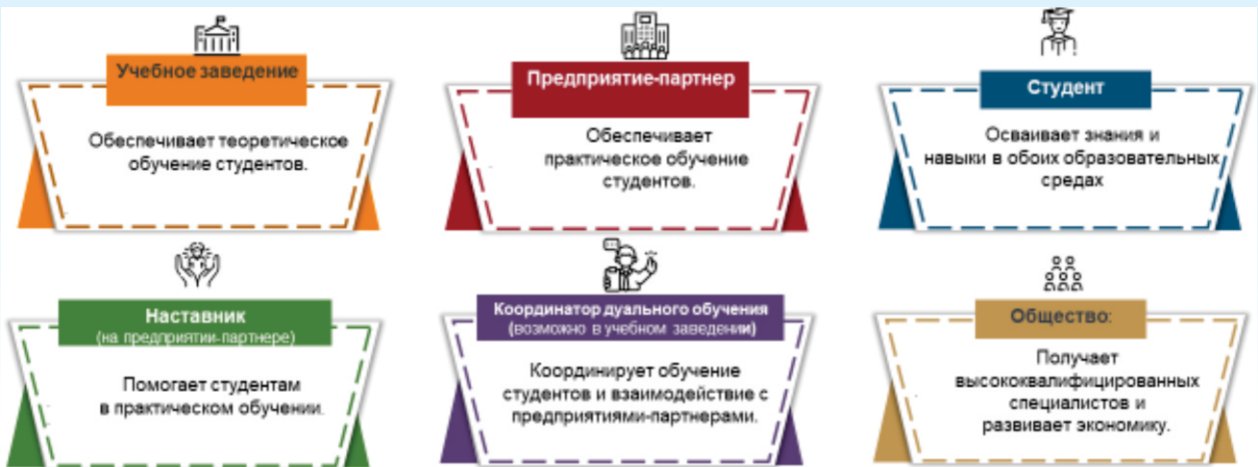 Учебное заведение
Обеспечивает теоретическое
обучение студентов.
Предприятие-партнер
Обеспечивает
практическое обучение
студентов.
Студент
Осваивает знания и
навыки в обоих образовательных
средах
Наставник
(на предприятии-партнере)
Помогает студентам
в практическом обучении.
Координатор дуального обучения
(возможно в учебном заведении)
Координирует обучение
студентов и взаимодействие с
предприятиями-партнерами.
Общество:
Получает
высококвалифицированных
специалистов и
развивает экономику.